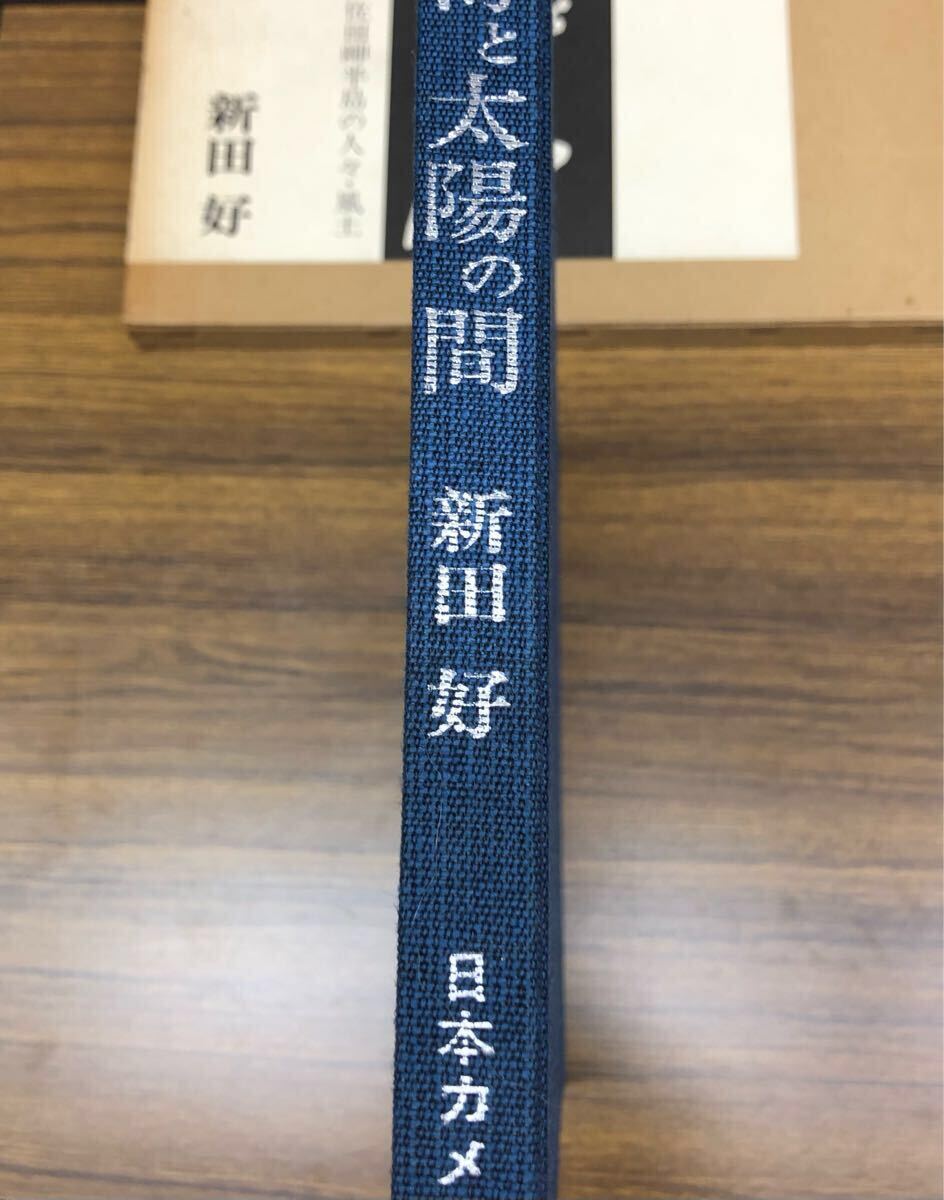 と太陽の間 新田 好 日本カメ
佐田岬半島の人々・風土
新田 好